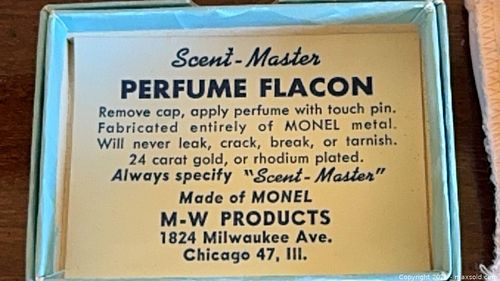 Scent-Master
PERFUME FLACON
Remove cap, apply perfume with touch pin.
Fabricated entirely of MONEL metal.
Will never leak, crack, break, or tarnish.
24 carat gold, or rhodium plated.
Always specify "Scent-Master"
Made of MONEL
M-W PRODUCTS
1824 Milwaukee Ave.
Chicago 47, Ill.